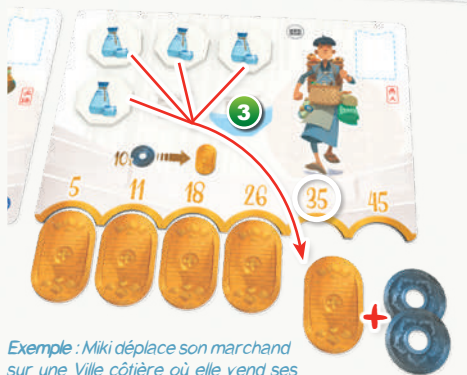 3
10
5 11 18 26 35 45
+
Exemple : Miki déplace son marchand
sur une Ville côtière où elle vend ses